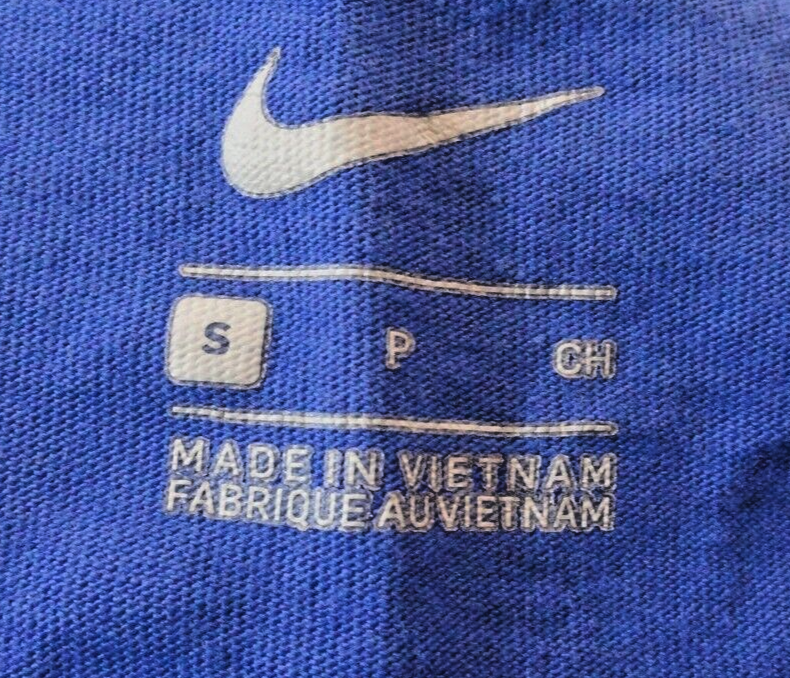 S P CH
MADE IN VIETNAM
FABRIQUE AU VIETNAM